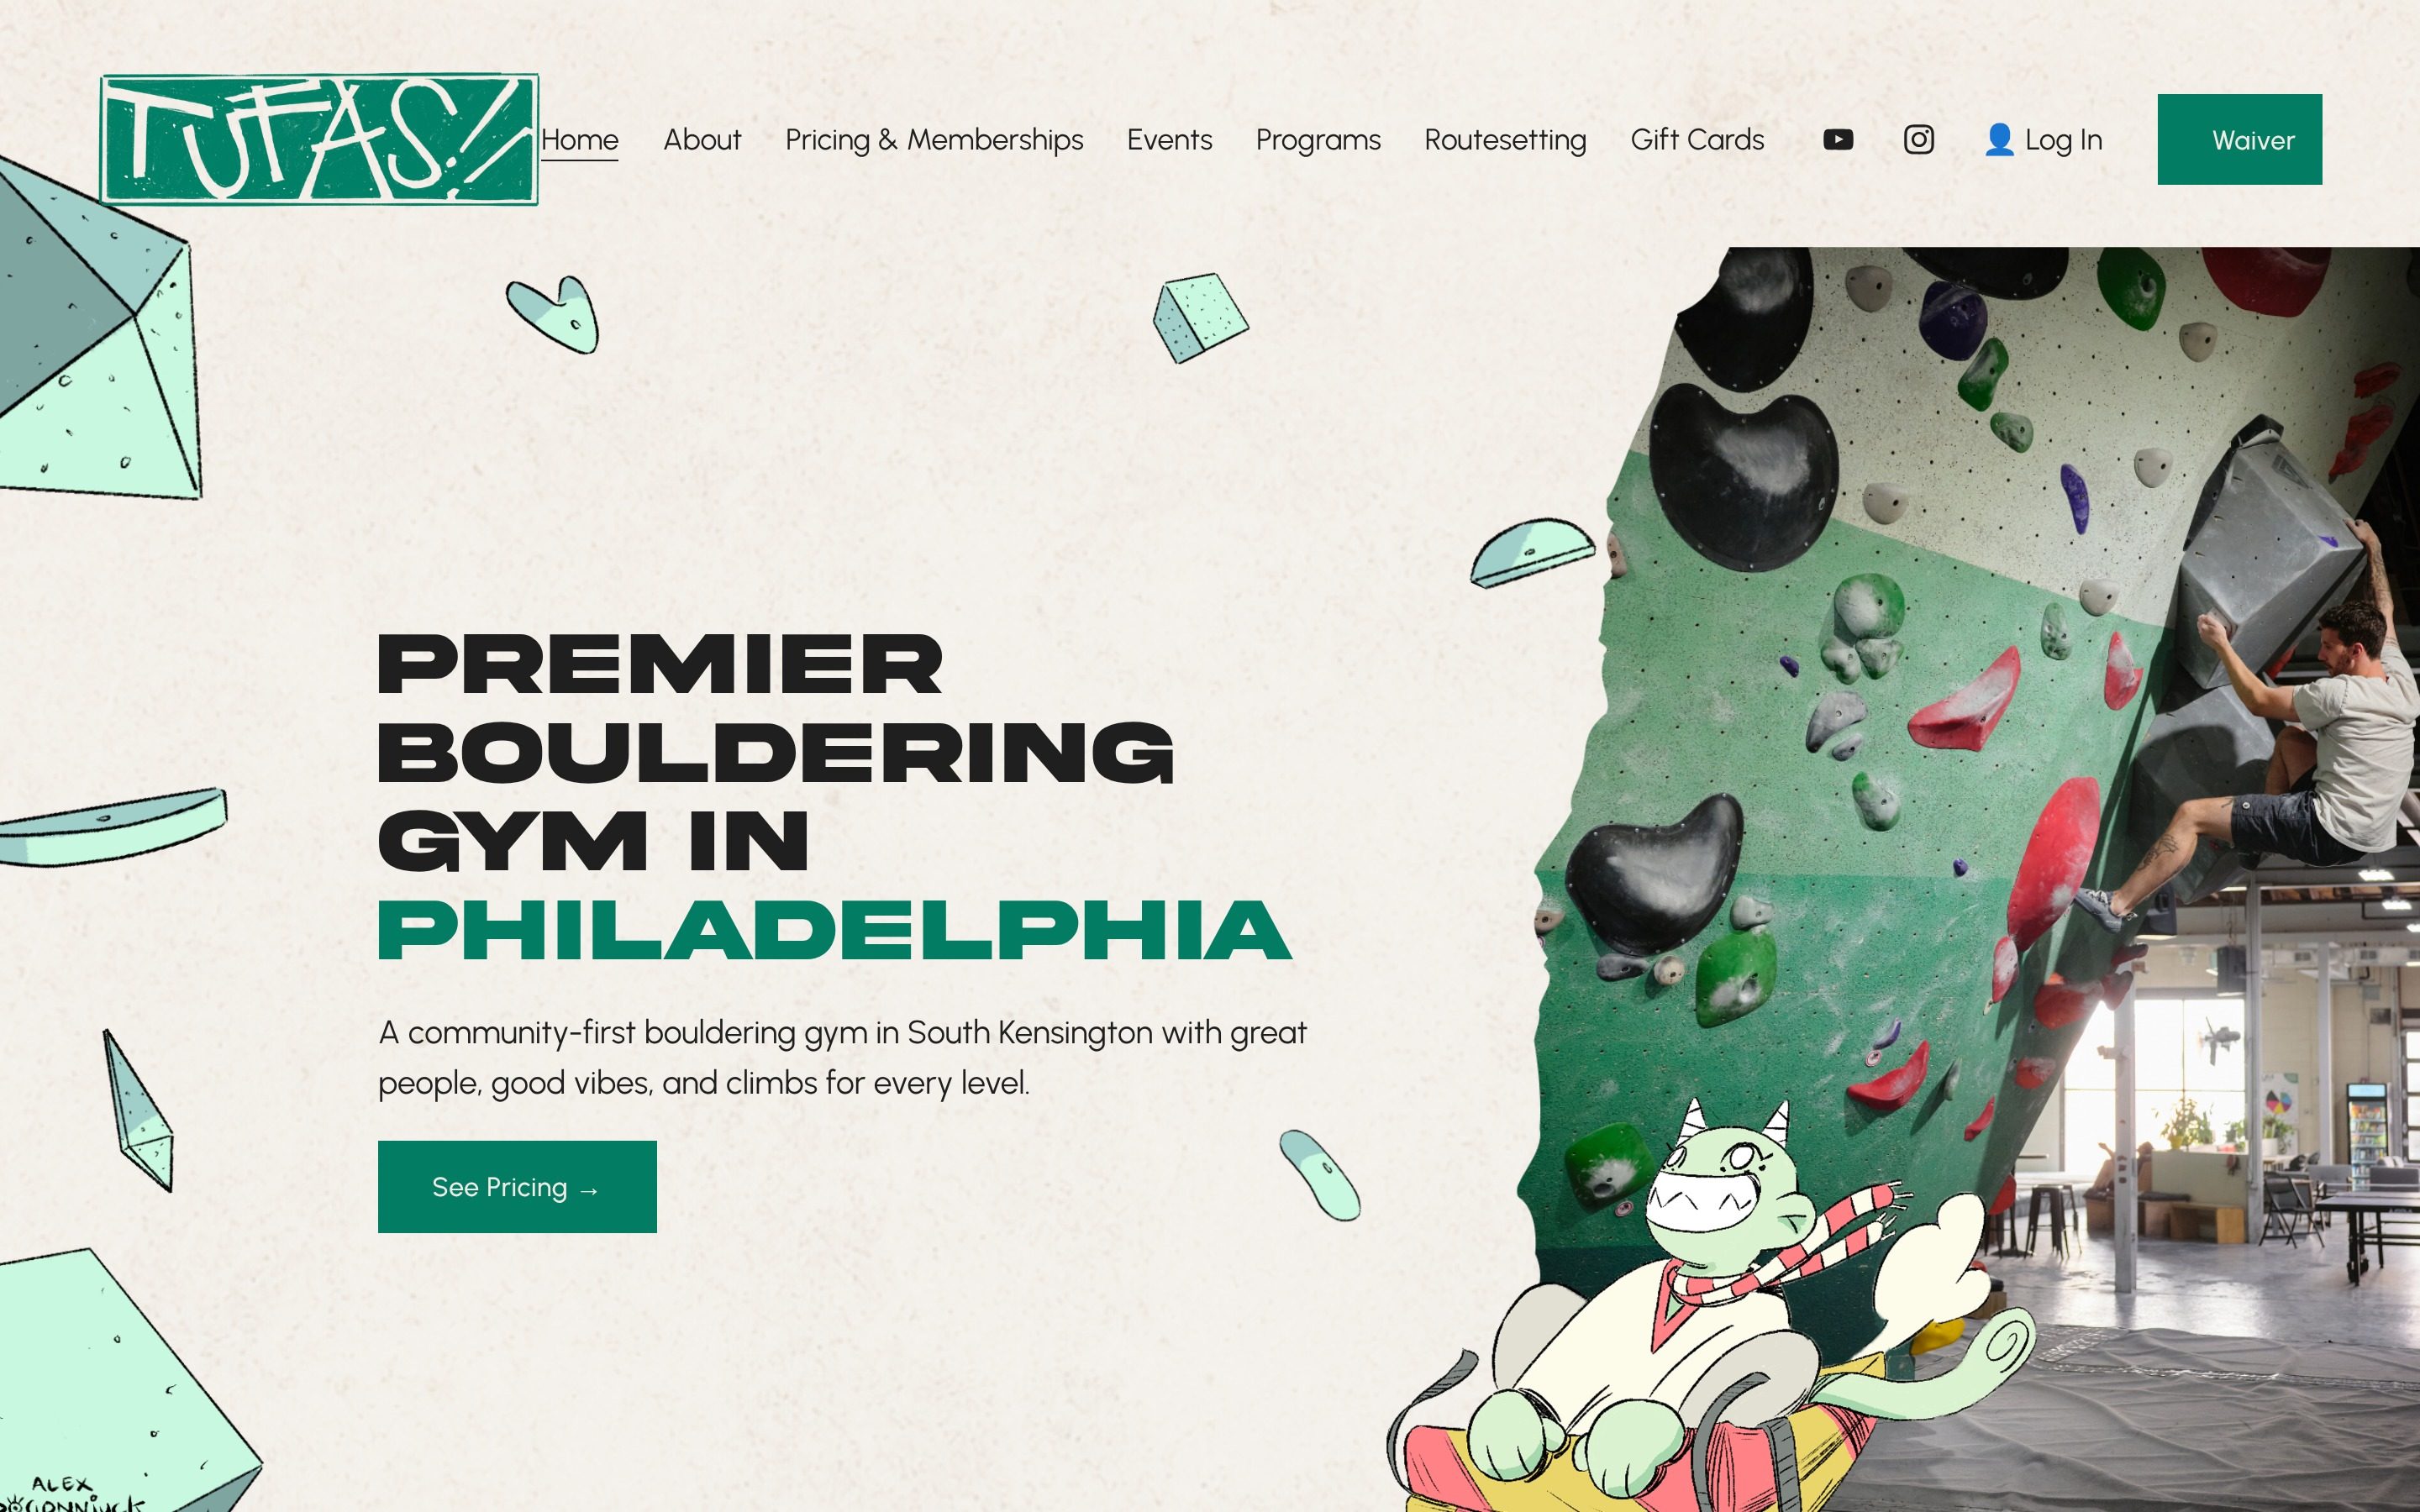 TUFAS!!
Home About Pricing & Memberships Events Programs Routesetting Gift Cards 👤 Log In Waiver
PREMIER
BOULDERING
GYM IN
PHILADELPHIA
A community-first bouldering gym in South Kensington with great
people, good vibes, and climbs for every level.
See Pricing →
ALEX